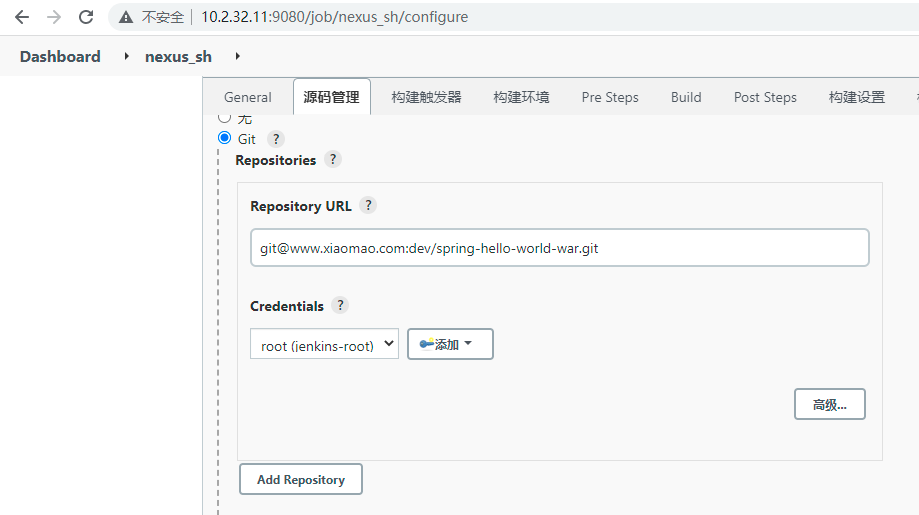 不安全 10.2.32.11:9080/job/nexus_sh/configure
Dashboard nexus_sh
General 源码管理 构建触发器 构建环境 Pre Steps Build Post Steps 构建设置
无
Git ?
Repositories ?
Repository URL ?
git@www.xiaomao.com:dev/spring-hello-world-war.git
Credentials ?
root (jenkins-root) 添加
高级...
Add Repository